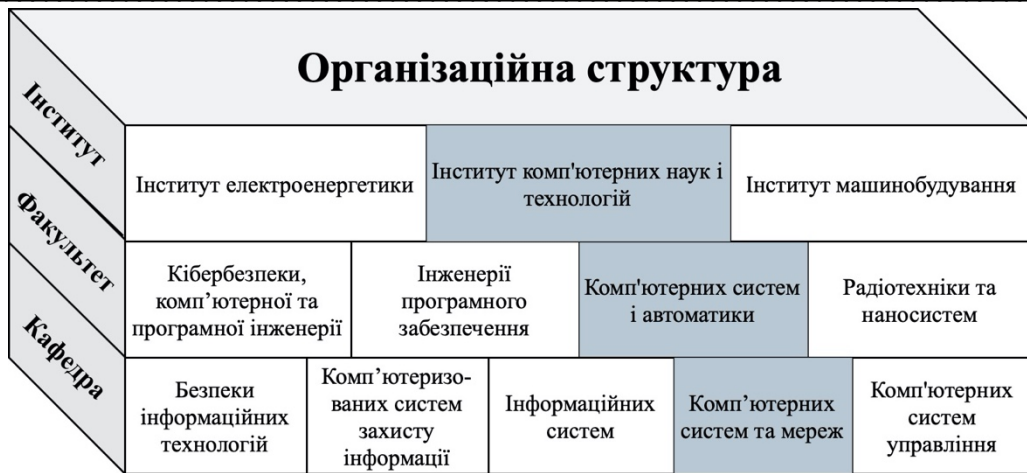 Організаційна структура
Інститут
Інститут електроенергетики
Інститут комп'ютерних наук і
технологій
Інститут машинобудування
Факультет
Кібербезпеки,
комп’ютерної та
програмної інженерії
Інженерії
програмного
забезпечення
Комп'ютерних систем
і автоматики
Радіотехніки та
наносистем
Кафедра
Безпеки
інформаційних
технологій
Комп’ютеризо-
ваних систем
захисту
інформації
Інформаційних
систем
Комп’ютерних
систем та мереж
Комп'ютерних
систем
управління